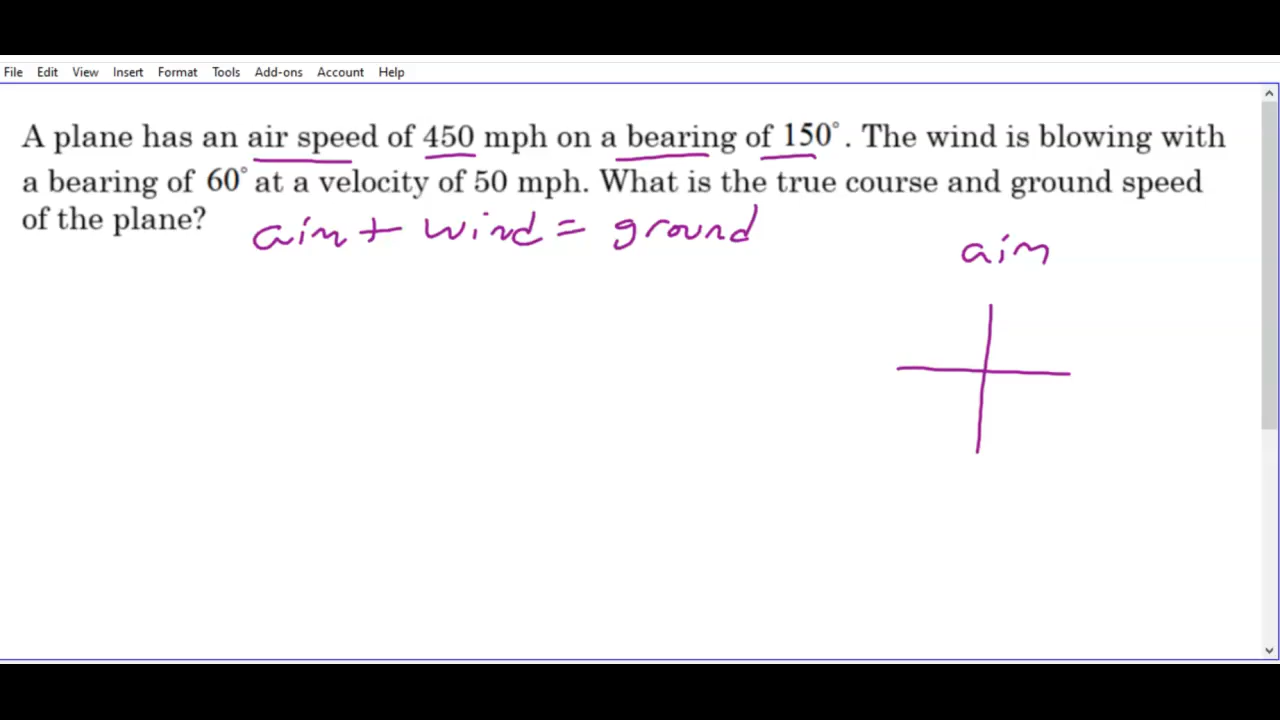 File Edit View Insert Format Tools Add-ons Account Help
A plane has an air speed of 450 mph on a bearing of 150°. The wind is blowing with
a bearing of 60° at a velocity of 50 mph. What is the true course and ground speed
of the plane?
aim + wind = ground
aim